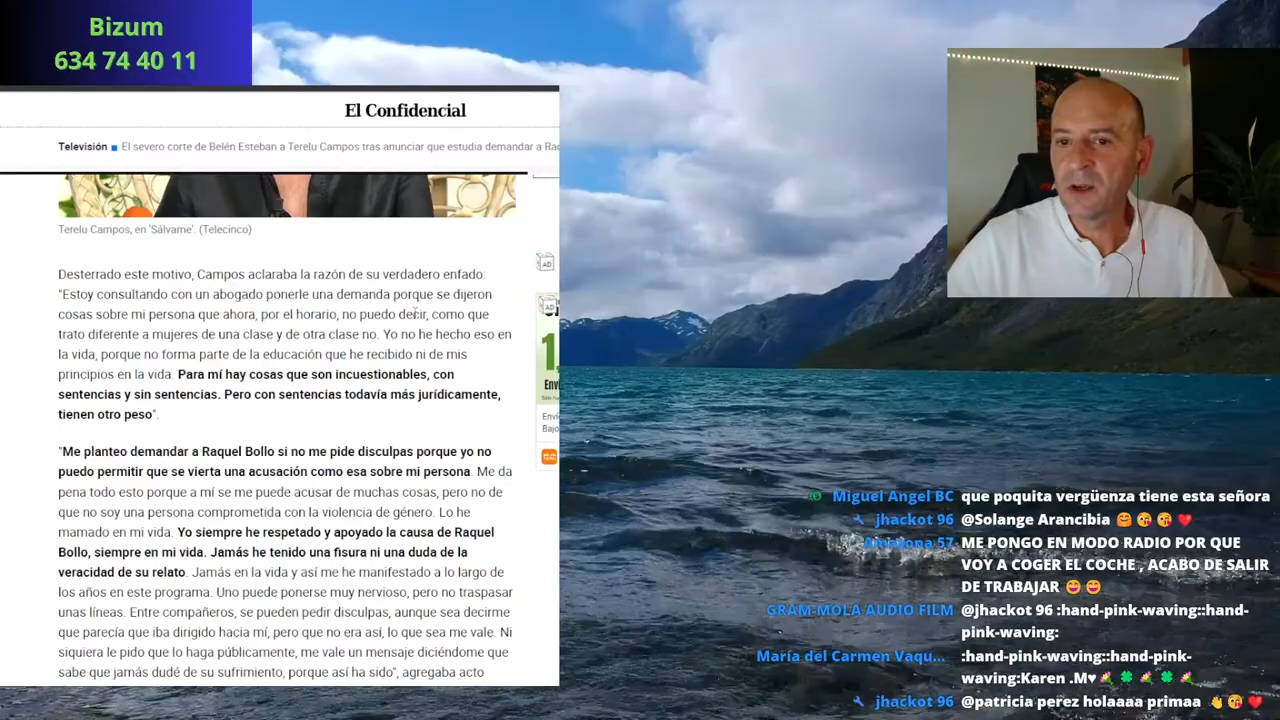 Bizum
634 74 40 11
El Confidencial
Televisión ■ El severo corte de Belén Esteban a Terelu Campos tras anunciar que estudia demandar a Raq
Terelu Campos, en 'Sálvame'. (Telecinco)
Desterrado este motivo, Campos aclaraba la razón de su verdadero enfado:
"Estoy consultando con un abogado ponerle una demanda porque se dijeron
cosas sobre mi persona que ahora, por el horario, no puedo decir, como que
trato diferente a mujeres de una clase y de otra clase no. Yo no he hecho eso en
la vida, porque no forma parte de la educación que he recibido ni de mis
principios en la vida. Para mí hay cosas que son incuestionables, con
sentencias y sin sentencias. Pero con sentencias todavía más jurídicamente,
tienen otro peso".
"Me planteo demandar a Raquel Bollo si no me pide disculpas porque yo no
puedo permitir que se vierta una acusación como esa sobre mi persona. Me da
pena todo esto porque a mí se me puede acusar de muchas cosas, pero no de
que no soy una persona comprometida con la violencia de género. Lo he
mamado en mi vida. Yo siempre he respetado y apoyado la causa de Raquel
Bollo, siempre en mi vida. Jamás he tenido una fisura ni una duda de la
veracidad de su relato. Jamás en la vida y así me he manifestado a lo largo de
los años en este programa. Uno puede ponerse muy nervioso, pero no traspasar
unas líneas. Entre compañeros, se pueden pedir disculpas, aunque sea decirme
que parecía que iba dirigido hacia mí, pero que no era así, lo que sea me vale. Ni
siquiera le pido que lo haga públicamente, me vale un mensaje diciéndome que
sabe que jamás dudé de su sufrimiento, porque así ha sido", agregaba acto
AD
AD
1,
Enví
Enví
Bajo
Miguel Angel BC que poquita vergüenza tiene esta señora
jhackot 96 @Solange Arancibia 🤗😘😘❤️
Amazona 57 ME PONGO EN MODO RADIO POR QUE
VOY A COGER EL COCHE , ACABO DE SALIR
DE TRABAJAR 😄😄
GRAM-MOLA AUDIO FILM @jhackot 96 :hand-pink-waving::hand-
pink-waving:
María del Carmen Vaqu... :hand-pink-waving::hand-pink-
waving:Karen .M♥💐🍀💐🍀💐
jhackot 96 @patricia perez holaaaa primaa 👋😘❤️